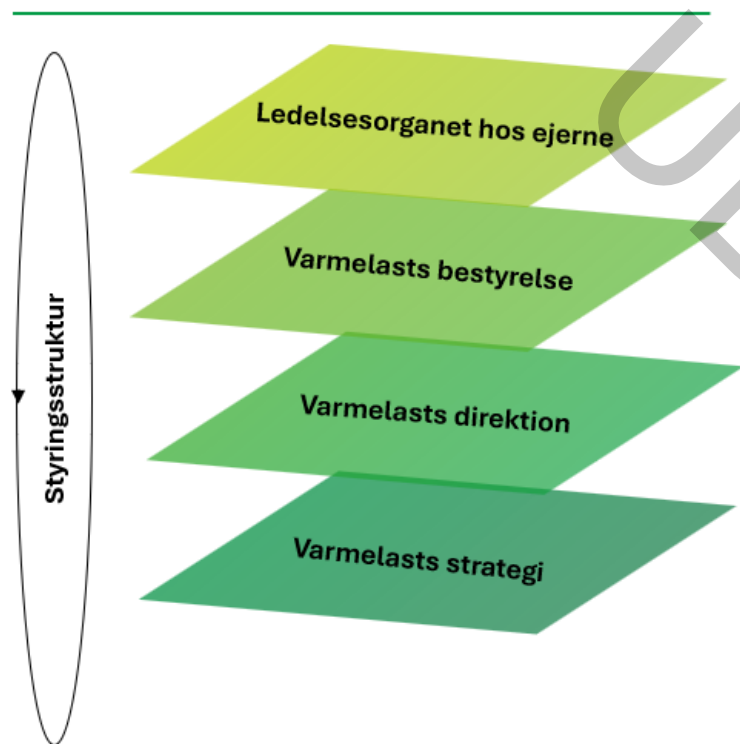 Ledelsesorganet hos ejerne
Varmelasts bestyrelse
Styringsstruktur
Varmelasts direktion
Varmelasts strategi